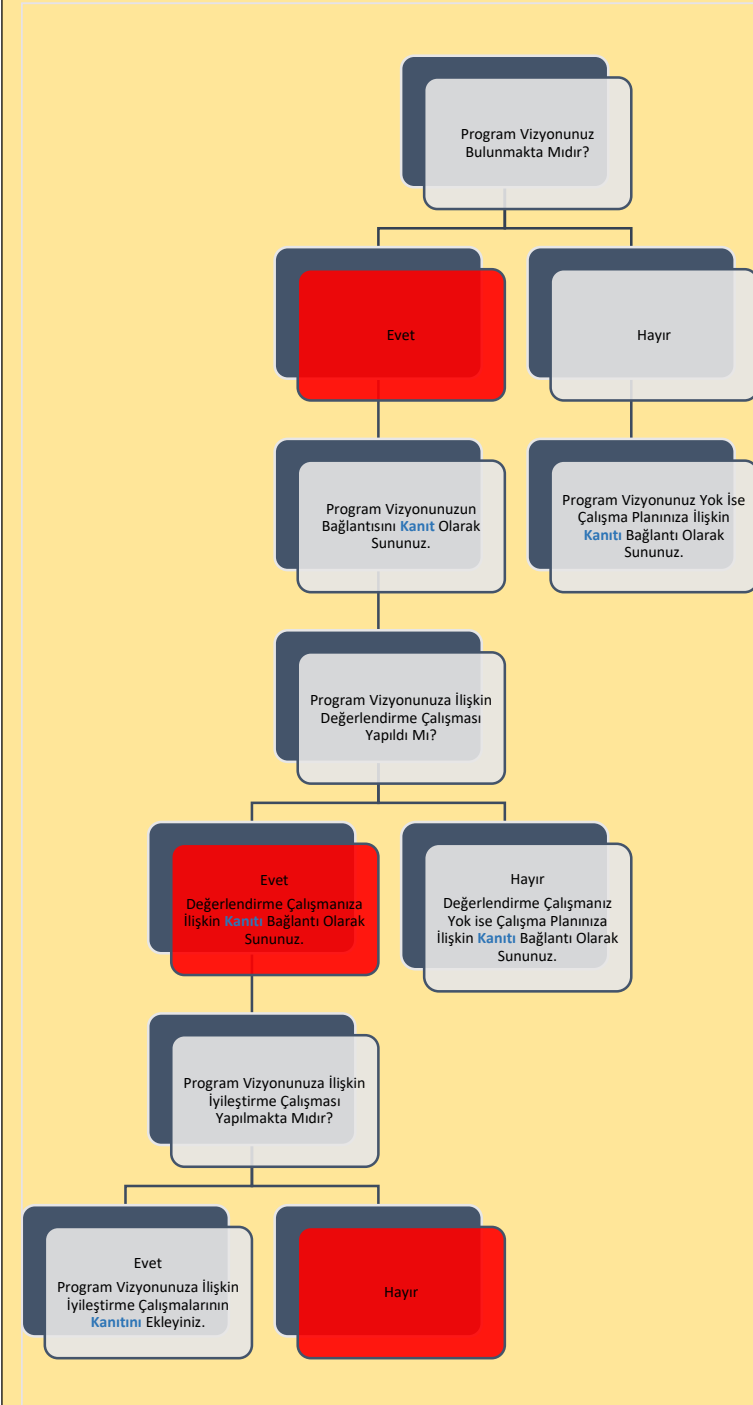 Program Vizyonunuz
Bulunmakta Mıdır?
Evet
Hayır
Program Vizyonunuzun
Bağlantısını Kanıt Olarak
Sununuz.
Program Vizyonunuz Yok İse
Çalışma Planınıza İlişkin
Kanıtı Bağlantı Olarak
Sununuz.
Program Vizyonunuza İlişkin
Değerlendirme Çalışması
Yapıldı Mı?
Evet
Değerlendirme Çalışmanıza
İlişkin Kanıtı Bağlantı Olarak
Sununuz.
Hayır
Değerlendirme Çalışmanız
Yok ise Çalışma Planınıza
İlişkin Kanıtı Bağlantı Olarak
Sununuz.
Program Vizyonunuza İlişkin
İyileştirme Çalışması
Yapılmakta Mıdır?
Evet
Program Vizyonunuza İlişkin
İyileştirme Çalışmalarının
Kanıtını Ekleyiniz.
Hayır